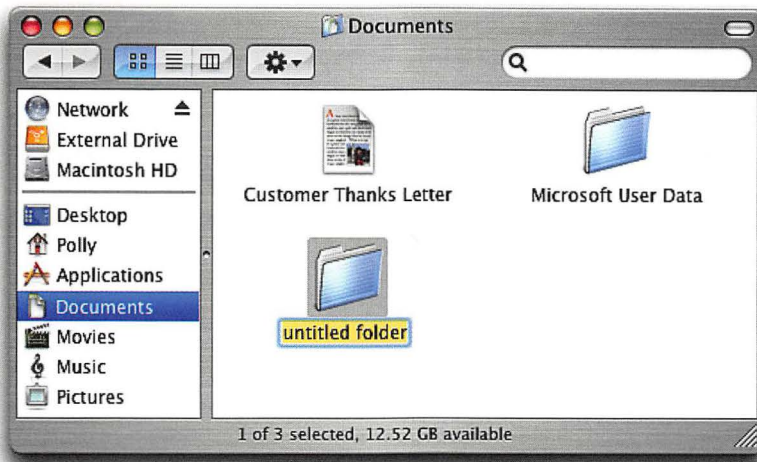 Documents
Network
External Drive
Macintosh HD
Desktop
Polly
Applications
Documents
Movies
Music
Pictures
Customer Thanks Letter
Microsoft User Data
untitled folder
1 of 3 selected, 12.52 GB available